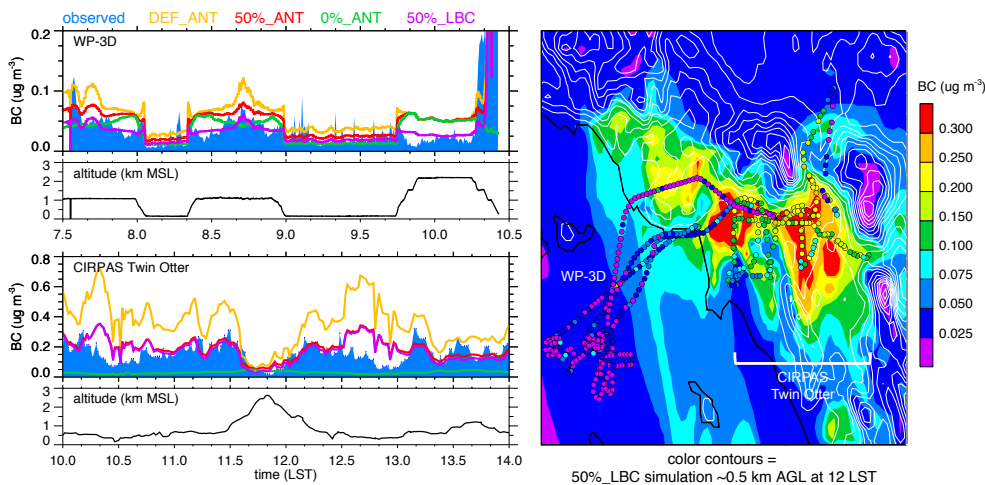 observed DEF_ANT 50%_ANT 0%_ANT 50%_LBC
WP-3D
BC (ug m-3)
0.2
0.1
0.0
altitude (km MSL)
3
2
1
0
7.5 8.0 8.5 9.0 9.5 10.0 10.5
CIRPAS Twin Otter
BC (ug m-3)
0.8
0.6
0.4
0.2
0.0
altitude (km MSL)
3
2
1
0
10.0 10.5 11.0 11.5 12.0 12.5 13.0 13.5 14.0
time (LST)
WP-3D
CIRPAS
Twin Otter
BC (ug m-3)
0.300
0.250
0.200
0.150
0.100
0.075
0.050
0.025
color contours =
50%_LBC simulation ~0.5 km AGL at 12 LST